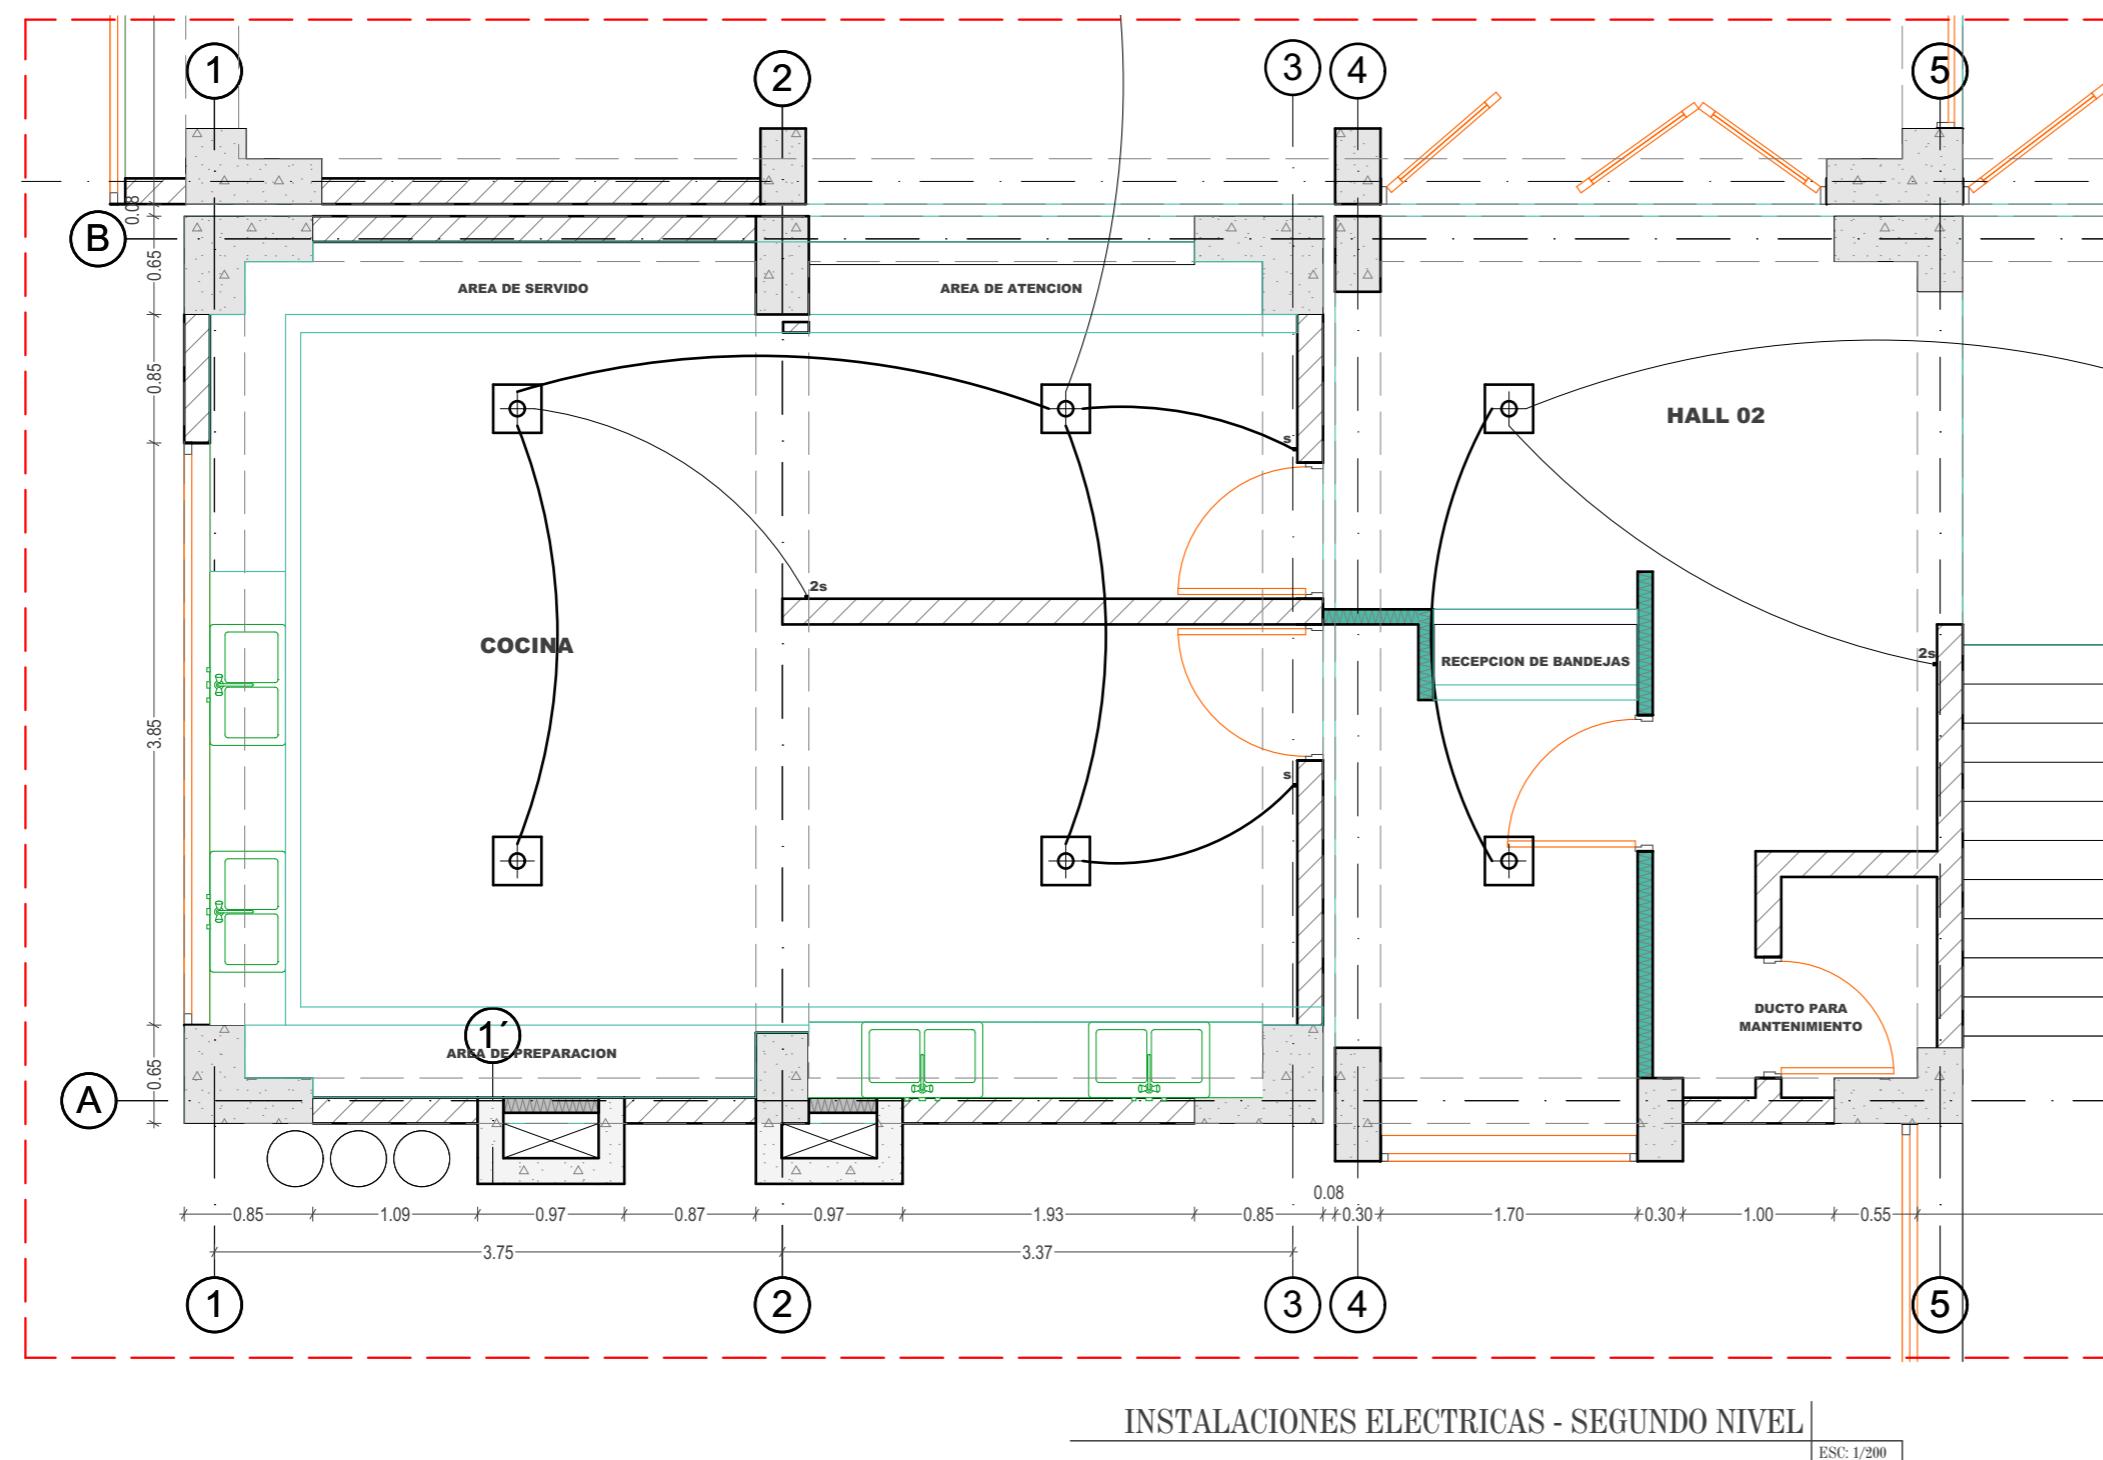 1
2
3
4
5
B
0.08
0.65
AREA DE SERVIDO
AREA DE ATENCION
0.85
s
HALL 02
2s
COCINA
RECEPCION DE BANDEJAS
2s
3.85
s
DUCTO PARA
MANTENIMIENTO
1´
AREA DE PREPARACION
0.65
A
0.08
0.85
1.09
0.97
0.87
0.97
1.93
0.85
0.30
1.70
0.30
1.00
0.55
3.75
3.37
1
2
3
4
5
INSTALACIONES ELECTRICAS - SEGUNDO NIVEL
ESC: 1/200